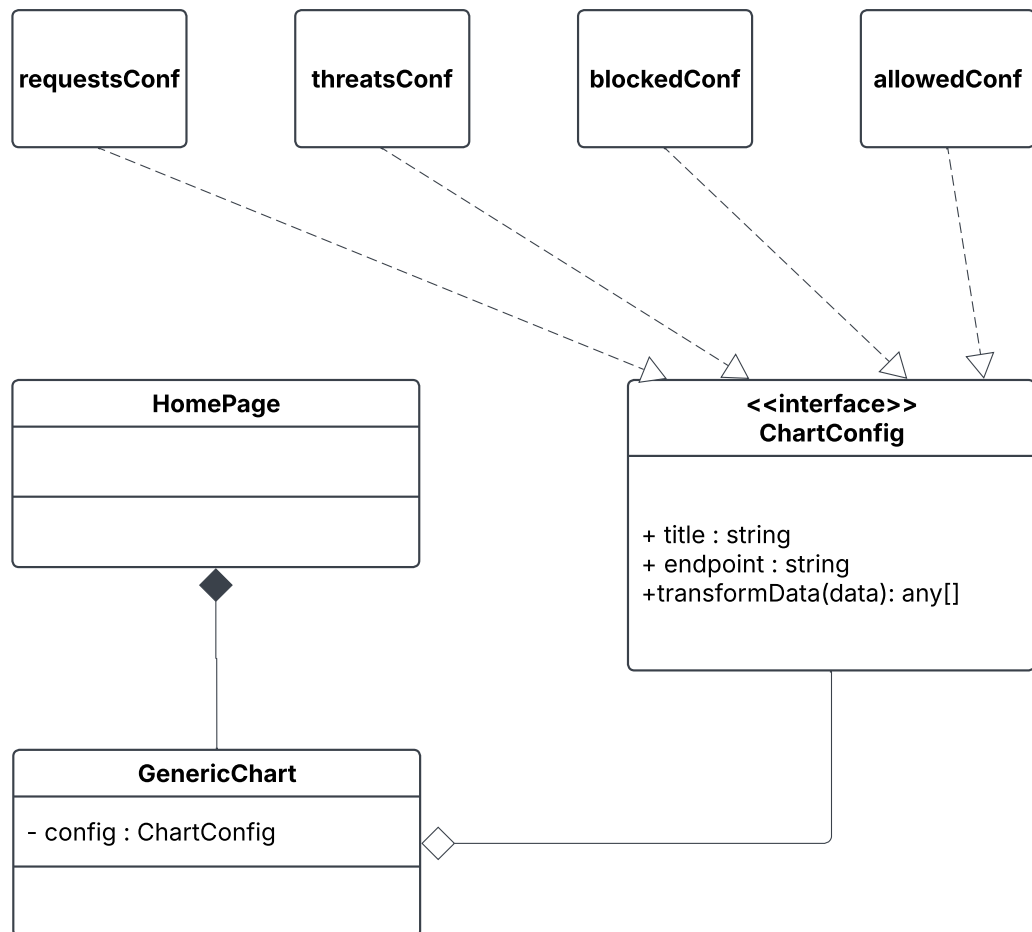 requestsConf
threatsConf
blockedConf
allowedConf
HomePage
<<interface>>
ChartConfig
+ title : string
+ endpoint : string
+transformData(data): any[]
GenericChart
- config : ChartConfig